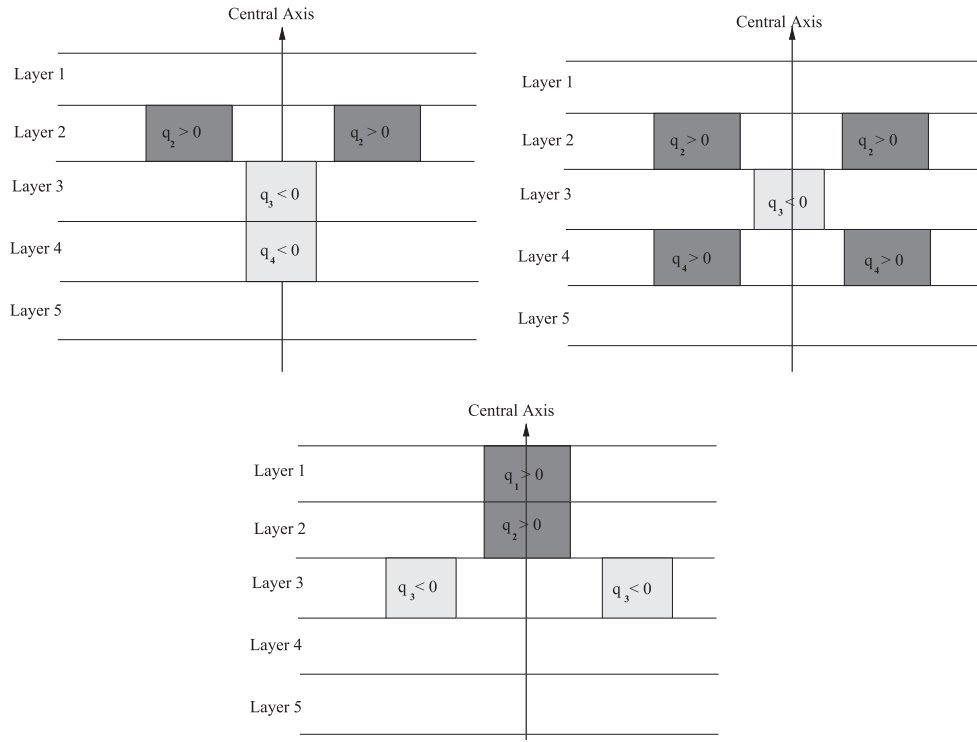 Central Axis
Layer 1
Layer 2
q₂ > 0
q₂ > 0
Layer 3
q₃ < 0
Layer 4
q₄ < 0
Layer 5
Central Axis
Layer 1
Layer 2
q₂ > 0
q₂ > 0
Layer 3
q₃ < 0
Layer 4
q₄ > 0
q₄ > 0
Layer 5
Central Axis
Layer 1
q₁ > 0
Layer 2
q₂ > 0
Layer 3
q₃ < 0
q₃ < 0
Layer 4
Layer 5